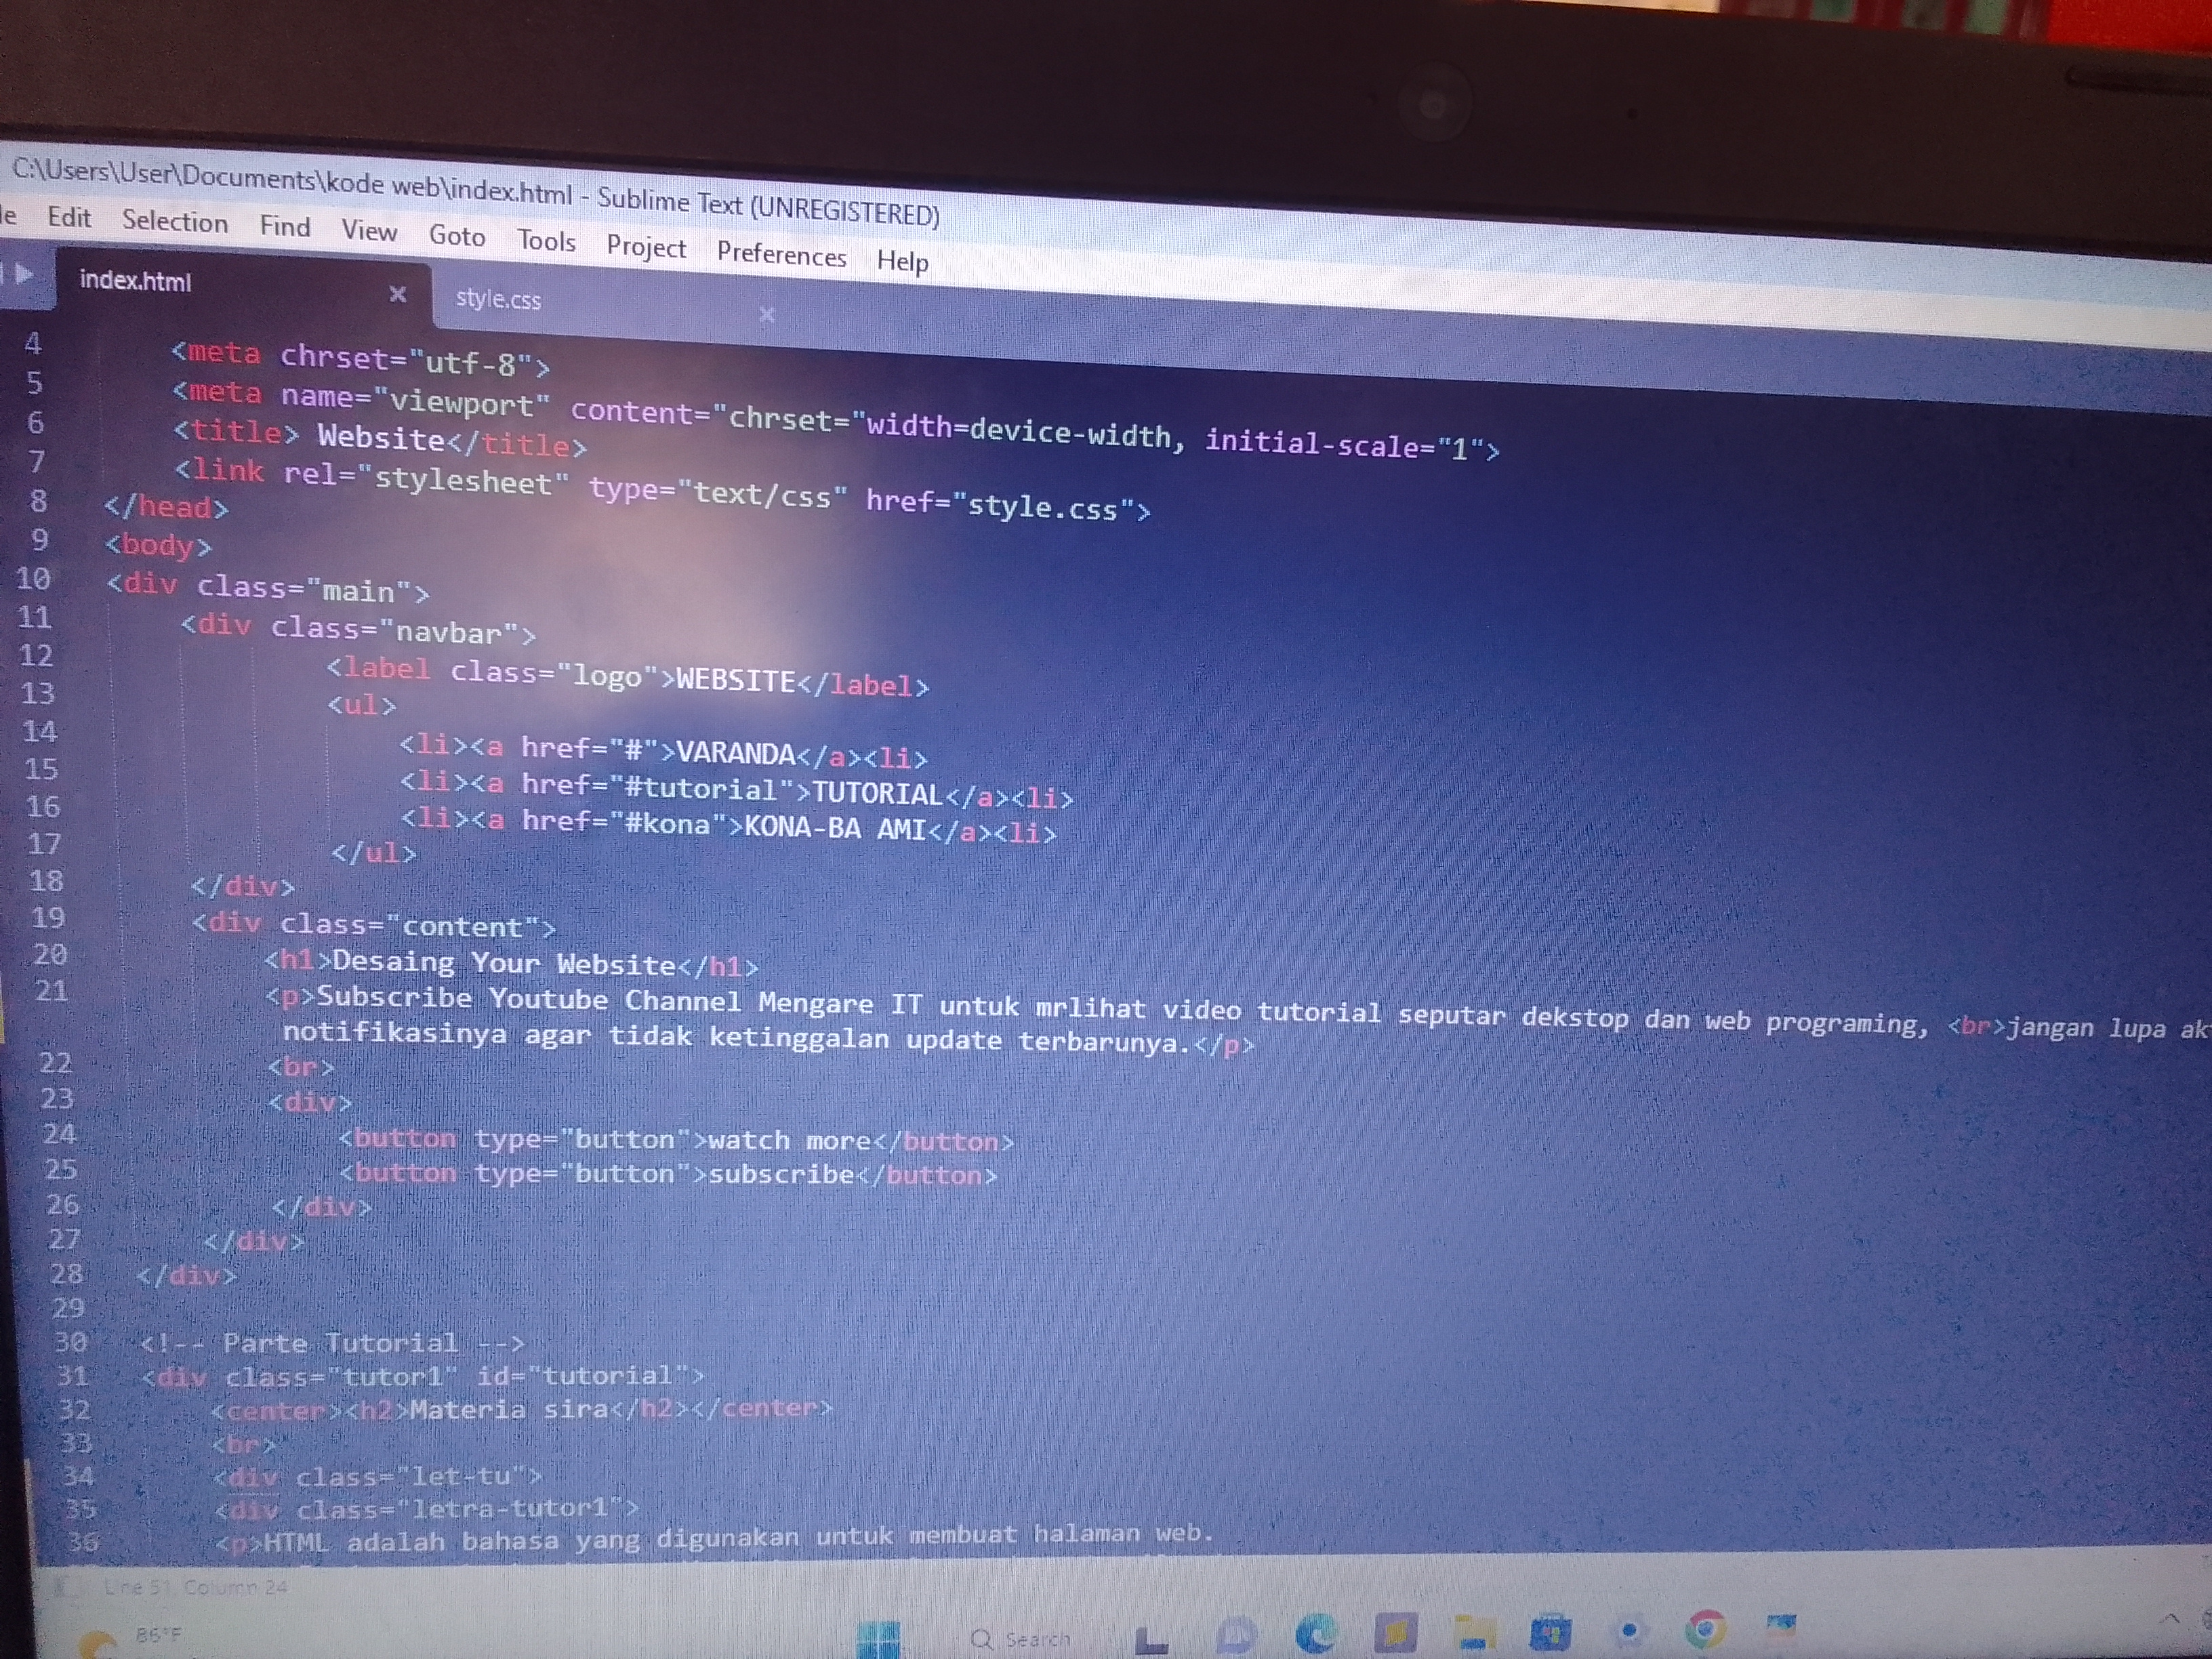 C:\Users\User\Documents\kode web\index.html - Sublime Text (UNREGISTERED)
Edit Selection Find View Goto Tools Project Preferences Help
index.html × style.css ×
4 <meta chrset="utf-8">
5 <meta name="viewport" content="chrset="width=device-width, initial-scale="1">
6 <title> Website</title>
7 <link rel="stylesheet" type="text/css" href="style.css">
8 </head>
9 <body>
10 <div class="main">
11 <div class="navbar">
12 <label class="logo">WEBSITE</label>
13 <ul>
14 <li><a href="#">VARANDA</a><li>
15 <li><a href="#tutorial">TUTORIAL</a><li>
16 <li><a href="#kona">KONA-BA AMI</a><li>
17 </ul>
18 </div>
19 <div class="content">
20 <h1>Desaing Your Website</h1>
21 <p>Subscribe Youtube Channel Mengare IT untuk mrlihat video tutorial seputar dekstop dan web programing, <br>jangan lupa ak
notifikasinya agar tidak ketinggalan update terbarunya.</p>
22 <br>
23 <div>
24 <button type="button">watch more</button>
25 <button type="button">subscribe</button>
26 </div>
27 </div>
28 </div>
29
30 <!-- Parte Tutorial -->
31 <div class="tutor1" id="tutorial">
32 <center><h2>Materia sira</h2></center>
33 <br>
34 <div class="let-tu">
35 <div class="letra-tutor1">
36 <p>HTML adalah bahasa yang digunakan untuk membuat halaman web.
Line 51, Column 24
86°F Search